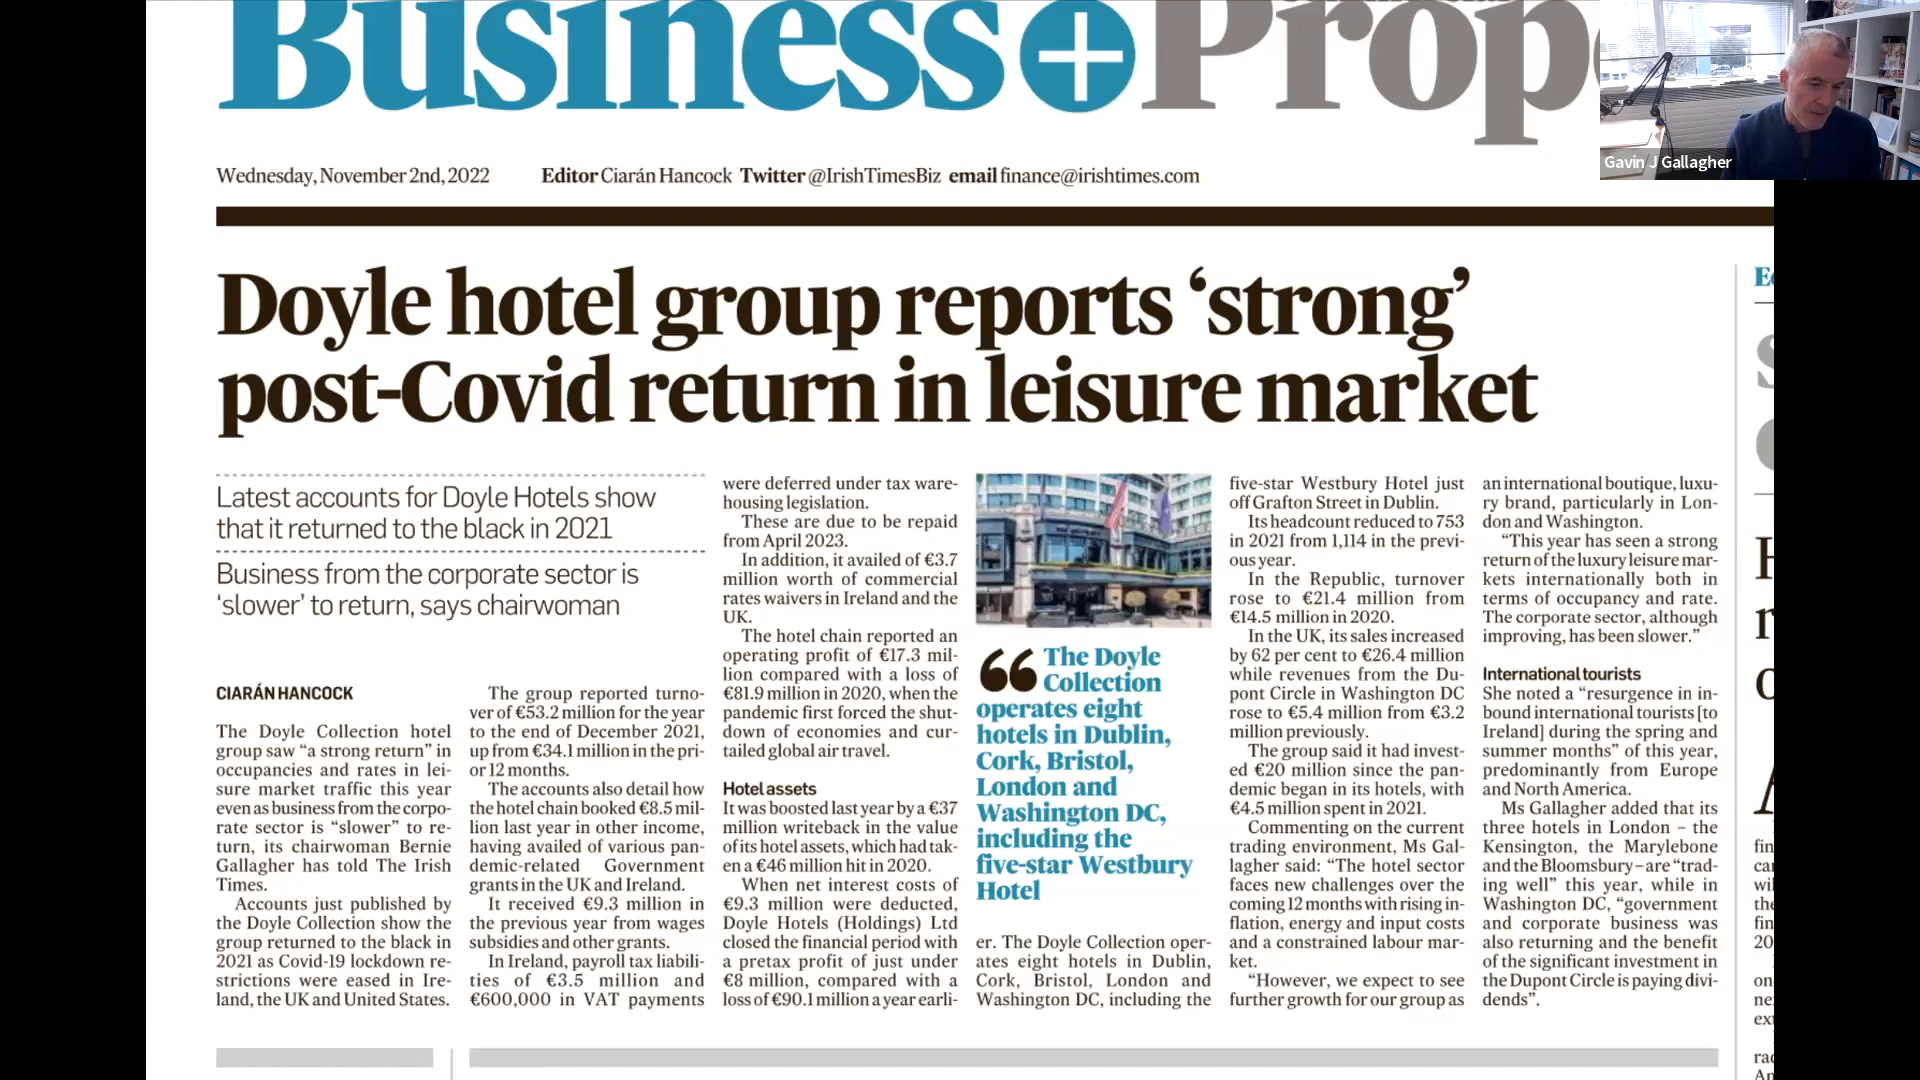 Business+Prop
Gavin J Gallagher
Wednesday, November 2nd, 2022 Editor Ciarán Hancock Twitter @IrishTimesBiz email finance@irishtimes.com
Doyle hotel group reports ‘strong’
post-Covid return in leisure market
Latest accounts for Doyle Hotels show
that it returned to the black in 2021
Business from the corporate sector is
‘slower’ to return, says chairwoman
CIARÁN HANCOCK
The Doyle Collection hotel
group saw “a strong return” in
occupancies and rates in lei-
sure market traffic this year
even as business from the corpo-
rate sector is “slower” to re-
turn, its chairwoman Bernie
Gallagher has told The Irish
Times.
Accounts just published by
the Doyle Collection show the
group returned to the black in
2021 as Covid-19 lockdown re-
strictions were eased in Ire-
land, the UK and United States.
The group reported turno-
ver of €53.2 million for the year
to the end of December 2021,
up from €34.1 million in the pri-
or 12 months.
The accounts also detail how
the hotel chain booked €8.5 mil-
lion last year in other income,
having availed of various pan-
demic-related Government
grants in the UK and Ireland.
It received €9.3 million in
the previous year from wages
subsidies and other grants.
In Ireland, payroll tax liabili-
ties of €3.5 million and
€600,000 in VAT payments
were deferred under tax ware-
housing legislation.
These are due to be repaid
from April 2023.
In addition, it availed of €3.7
million worth of commercial
rates waivers in Ireland and the
UK.
The hotel chain reported an
operating profit of €17.3 mil-
lion compared with a loss of
€81.9 million in 2020, when the
pandemic first forced the shut-
down of economies and cur-
tailed global air travel.
Hotel assets
It was boosted last year by a €37
million writeback in the value
of its hotel assets, which had tak-
en a €46 million hit in 2020.
When net interest costs of
€9.3 million were deducted,
Doyle Hotels (Holdings) Ltd
closed the financial period with
a pretax profit of just under
€8 million, compared with a
loss of €90.1 million a year earli-
“The Doyle
Collection
operates eight
hotels in Dublin,
Cork, Bristol,
London and
Washington DC,
including the
five-star Westbury
Hotel
er. The Doyle Collection oper-
ates eight hotels in Dublin,
Cork, Bristol, London and
Washington DC, including the
five-star Westbury Hotel just
off Grafton Street in Dublin.
Its headcount reduced to 753
in 2021 from 1,114 in the previ-
ous year.
In the Republic, turnover
rose to €21.4 million from
€14.5 million in 2020.
In the UK, its sales increased
by 62 per cent to €26.4 million
while revenues from the Du-
pont Circle in Washington DC
rose to €5.4 million from €3.2
million previously.
The group said it had invest-
ed €20 million since the pan-
demic began in its hotels, with
€4.5 million spent in 2021.
Commenting on the current
trading environment, Ms Gal-
lagher said: “The hotel sector
faces new challenges over the
coming 12 months with rising in-
flation, energy and input costs
and a constrained labour mar-
ket.
“However, we expect to see
further growth for our group as
an international boutique, luxu-
ry brand, particularly in Lon-
don and Washington.
“This year has seen a strong
return of the luxury leisure mar-
kets internationally both in
terms of occupancy and rate.
The corporate sector, although
improving, has been slower.”
International tourists
She noted a “resurgence in in-
bound international tourists [to
Ireland] during the spring and
summer months” of this year,
predominantly from Europe
and North America.
Ms Gallagher added that its
three hotels in London – the
Kensington, the Marylebone
and the Bloomsbury – are “trad-
ing well” this year, while in
Washington DC, “government
and corporate business was
also returning and the benefit
of the significant investment in
the Dupont Circle is paying divi-
dends”.